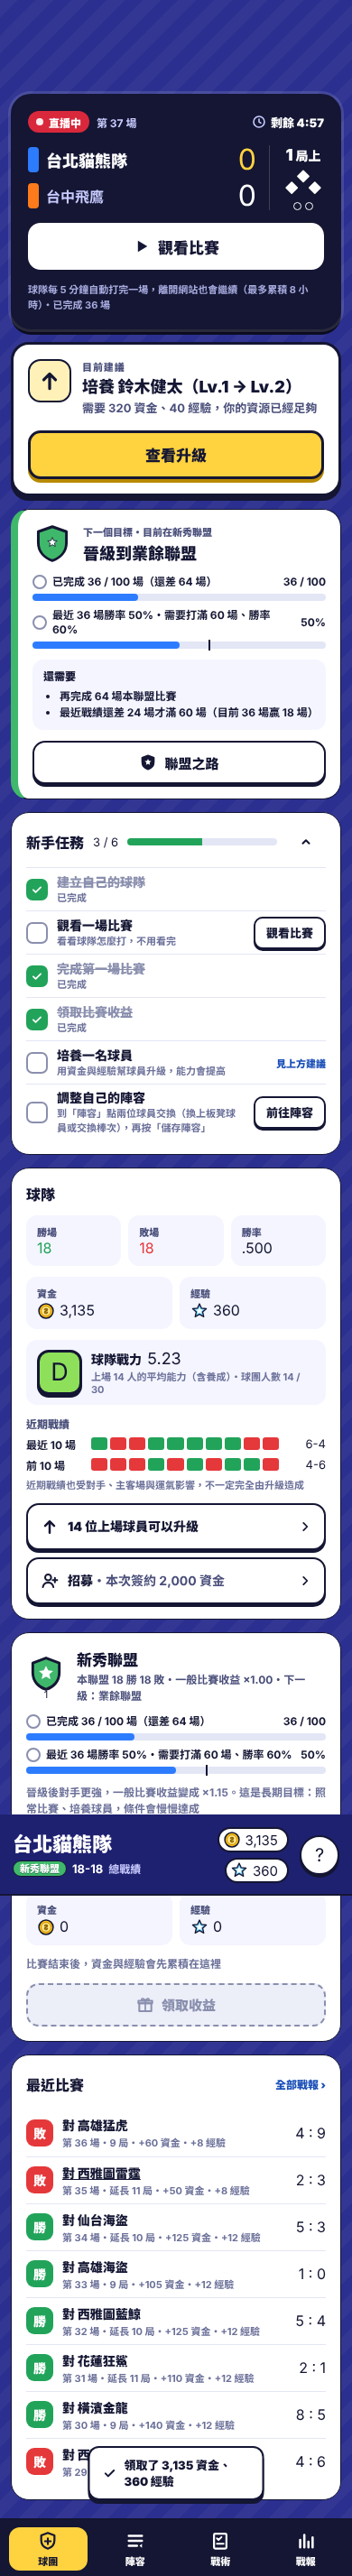 直播中 第 37 場 剩餘 4:57
台北貓熊隊 0 1 局上
台中飛鷹 0
觀看比賽
球隊每 5 分鐘自動打完一場，離開網站也會繼續（最多累積 8 小
時）・已完成 36 場
目前建議
培養 鈴木健太（Lv.1 → Lv.2）
需要 320 資金、40 經驗，你的資源已經足夠
查看升級
下一個目標・目前在新秀聯盟
晉級到業餘聯盟
已完成 36 / 100 場（還差 64 場） 36 / 100
最近 36 場勝率 50%・需要打滿 60 場、勝率
60% 50%
還需要
• 再完成 64 場本聯盟比賽
• 最近戰績還差 24 場才滿 60 場（目前 36 場贏 18 場）
聯盟之路
新手任務 3 / 6
建立自己的球隊
已完成
觀看一場比賽
看看球隊怎麼打，不用看完
觀看比賽
完成第一場比賽
已完成
領取比賽收益
已完成
培養一名球員
用資金與經驗幫球員升級，能力會提高
見上方建議
調整自己的陣容
到「陣容」點兩位球員交換（換上板凳球
員或交換棒次），再按「儲存陣容」
前往陣容
球隊
勝場 敗場 勝率
18 18 .500
資金 經驗
3,135 360
D
球隊戰力 5.23
上場 14 人的平均能力（含養成）・球團人數 14 /
30
近期戰績
最近 10 場 6-4
前 10 場 4-6
近期戰績也受對手、主客場與運氣影響，不一定完全由升級造成
14 位上場球員可以升級
招募・本次簽約 2,000 資金
新秀聯盟
1
本聯盟 18 勝 18 敗・一般比賽收益 ×1.00・下一
級：業餘聯盟
已完成 36 / 100 場（還差 64 場） 36 / 100
最近 36 場勝率 50%・需要打滿 60 場、勝率 60% 50%
晉級後對手更強，一般比賽收益變成 ×1.15。這是長期目標：照
常比賽、培養球員，條件會慢慢達成
台北貓熊隊 3,135
新秀聯盟 18-18 總戰績 360
?
資金 經驗
0 0
比賽結束後，資金與經驗會先累積在這裡
領取收益
最近比賽 全部戰報 ›
敗 對 高雄猛虎 4 : 9
第 36 場・9 局・+60 資金・+8 經驗
敗 對 西雅圖雷霆 2 : 3
第 35 場・延長 11 局・+50 資金・+8 經驗
勝 對 仙台海盜 5 : 3
第 34 場・延長 10 局・+125 資金・+12 經驗
勝 對 高雄海盜 1 : 0
第 33 場・9 局・+105 資金・+12 經驗
勝 對 西雅圖藍鯨 5 : 4
第 32 場・延長 10 局・+125 資金・+12 經驗
勝 對 花蓮狂鯊 2 : 1
第 31 場・延長 11 局・+110 資金・+12 經驗
勝 對 橫濱金龍 8 : 5
第 30 場・9 局・+140 資金・+12 經驗
敗 對 西 4 : 6
第 29
領取了 3,135 資金、
360 經驗
球團 陣容 戰術 戰報